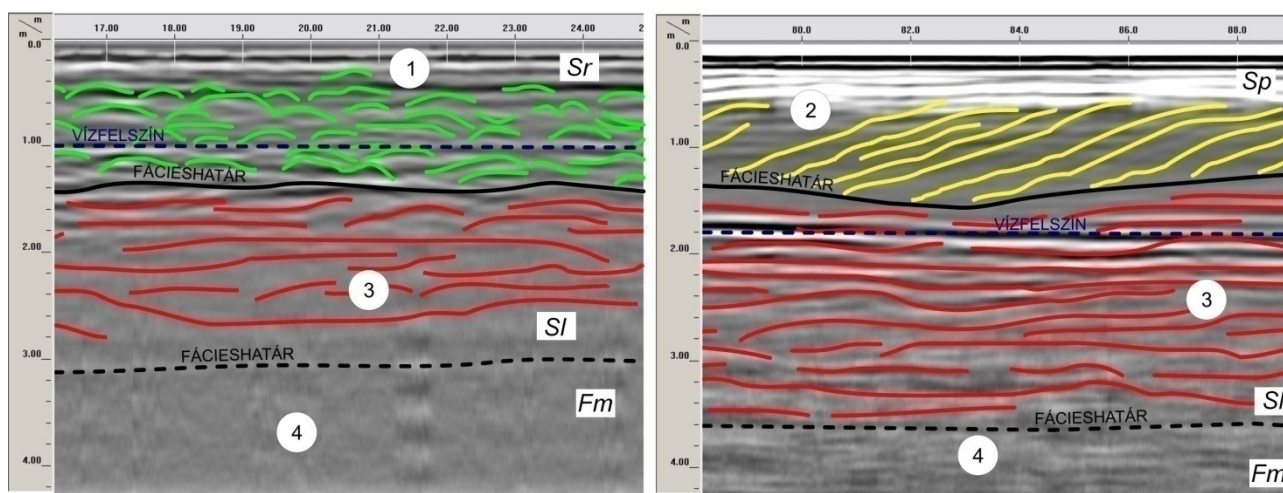 m/m 17.00 18.00 19.00 20.00 21.00 22.00 23.00 24.00 2
0.0
1 Sr
VÍZFELSZÍN
1.00
FÁCIESHATÁR
2.00
3
Sl
3.00
FÁCIESHATÁR
Fm
4
4.00
m/m 80.0 82.0 84.0 86.0 88.0
0.0
Sp
2
1.00
FÁCIESHATÁR
VÍZFELSZÍN
2.00
3
3.00
Sl
FÁCIESHATÁR
4
4.00
Fm